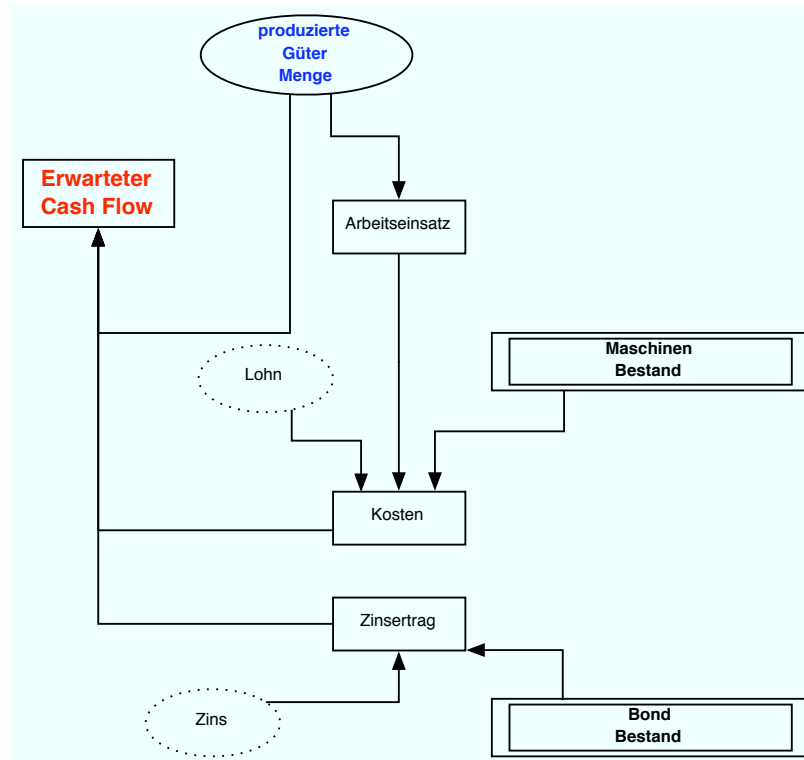 produzierte
Güter
Menge
Erwarteter
Cash Flow
Arbeitseinsatz
Maschinen
Bestand
Lohn
Kosten
Zinsertrag
Zins
Bond
Bestand